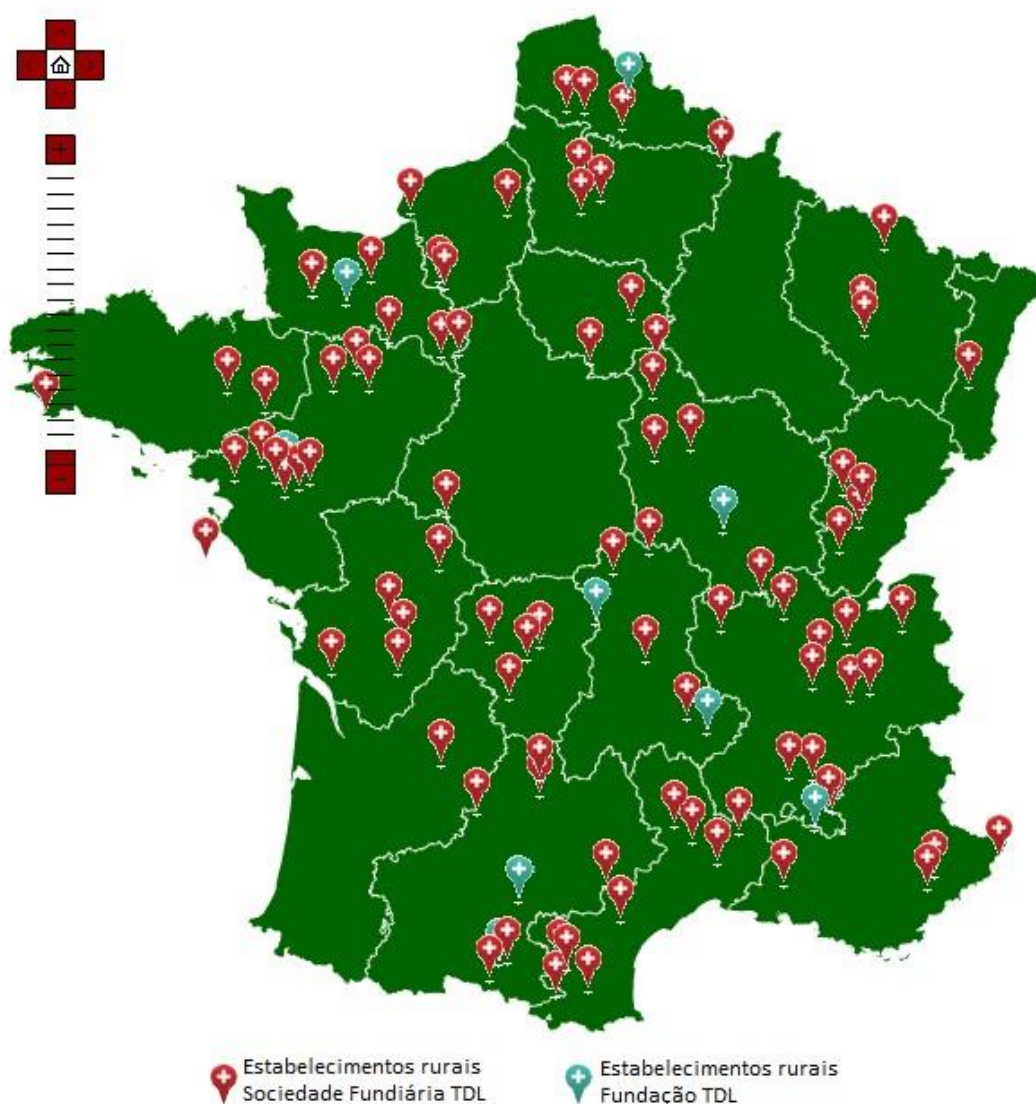 Estabelecimentos rurais
Sociedade Fundiária TDL
Estabelecimentos rurais
Fundação TDL